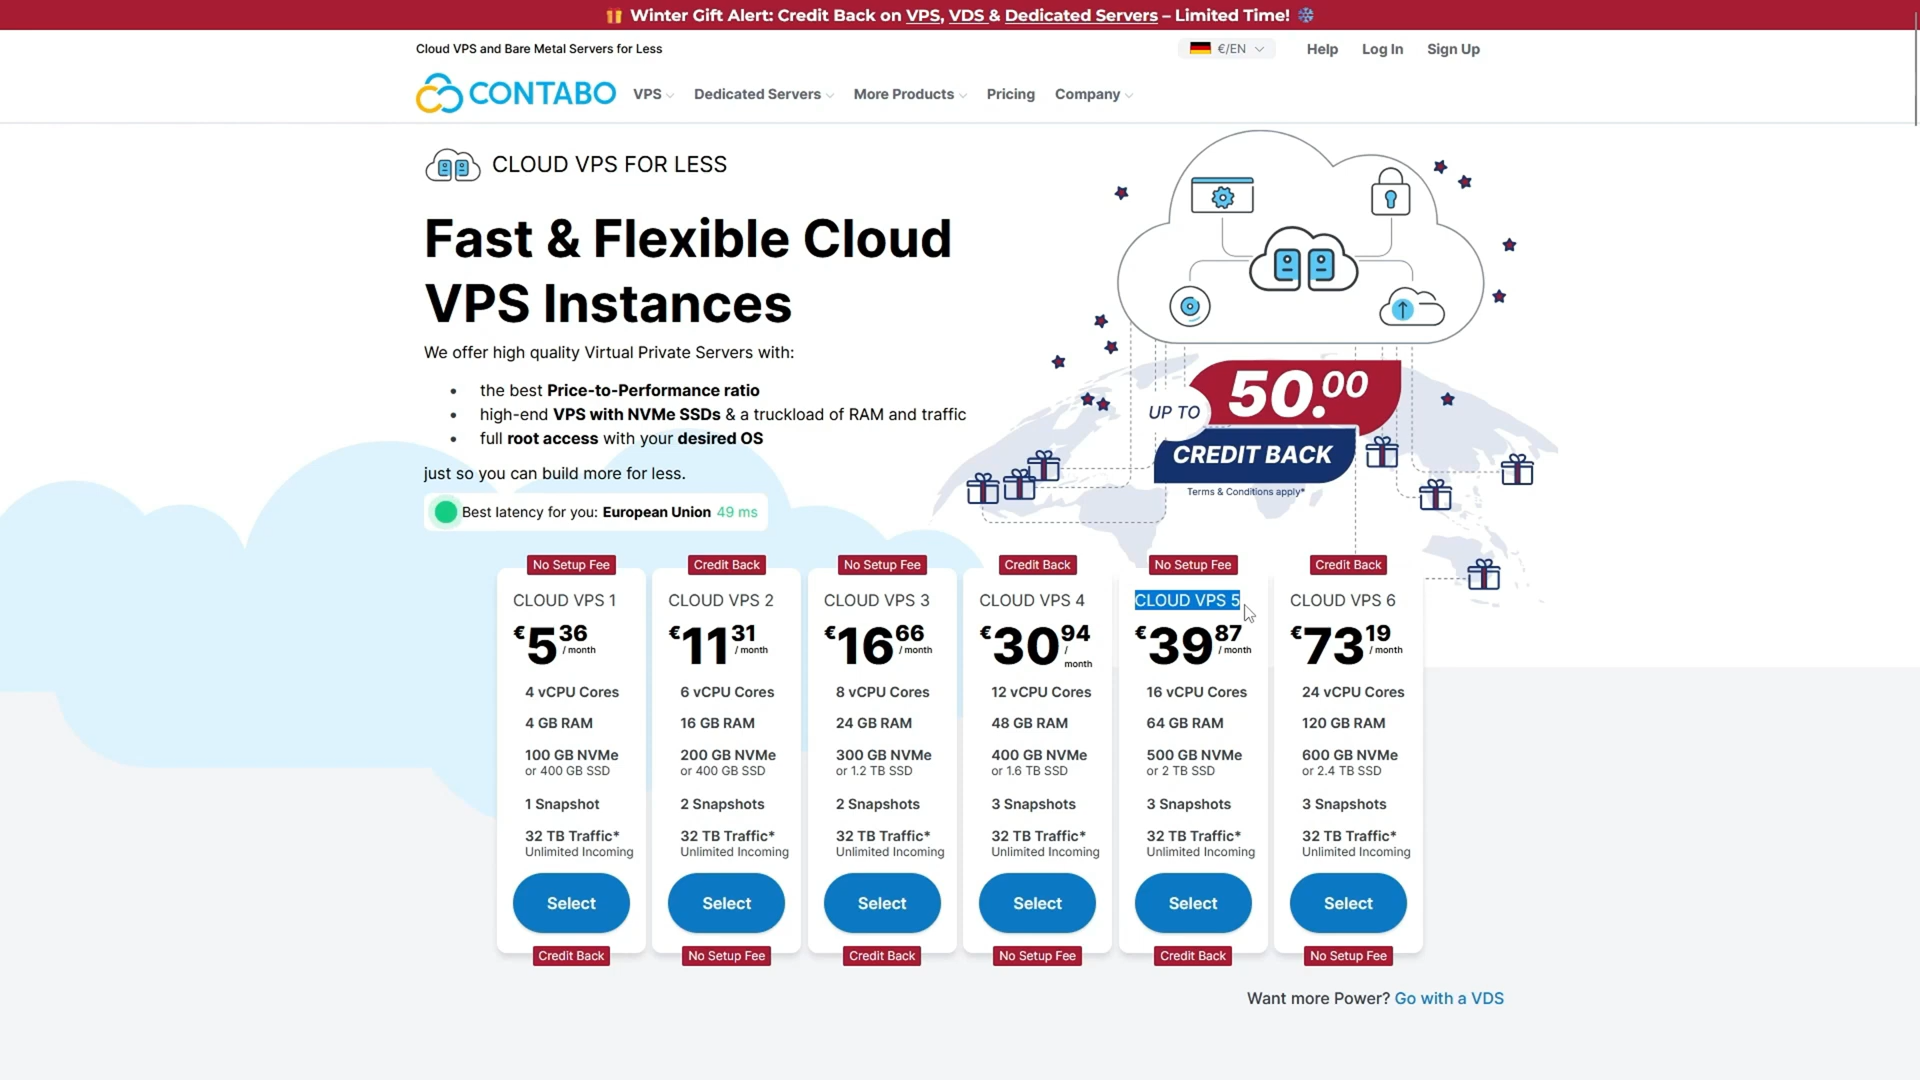 Winter Gift Alert: Credit Back on VPS, VDS & Dedicated Servers – Limited Time!
Cloud VPS and Bare Metal Servers for Less
€/EN
Help
Log In
Sign Up
CONTABO
VPS
Dedicated Servers
More Products
Pricing
Company
CLOUD VPS FOR LESS
Fast & Flexible Cloud
VPS Instances
We offer high quality Virtual Private Servers with:
• the best Price-to-Performance ratio
• high-end VPS with NVMe SSDs & a truckload of RAM and traffic
• full root access with your desired OS
just so you can build more for less.
Best latency for you: European Union 49 ms
UP TO
50.00
CREDIT BACK
Terms & Conditions apply*
No Setup Fee
CLOUD VPS 1
€5 36 / month
4 vCPU Cores
4 GB RAM
100 GB NVMe
or 400 GB SSD
1 Snapshot
32 TB Traffic*
Unlimited Incoming
Select
Credit Back
Credit Back
CLOUD VPS 2
€11 31 / month
6 vCPU Cores
16 GB RAM
200 GB NVMe
or 400 GB SSD
2 Snapshots
32 TB Traffic*
Unlimited Incoming
Select
No Setup Fee
No Setup Fee
CLOUD VPS 3
€16 66 / month
8 vCPU Cores
24 GB RAM
300 GB NVMe
or 1.2 TB SSD
2 Snapshots
32 TB Traffic*
Unlimited Incoming
Select
Credit Back
Credit Back
CLOUD VPS 4
€30 94 / month
12 vCPU Cores
48 GB RAM
400 GB NVMe
or 1.6 TB SSD
3 Snapshots
32 TB Traffic*
Unlimited Incoming
Select
No Setup Fee
No Setup Fee
CLOUD VPS 5
€39 87 / month
16 vCPU Cores
64 GB RAM
500 GB NVMe
or 2 TB SSD
3 Snapshots
32 TB Traffic*
Unlimited Incoming
Select
Credit Back
Credit Back
CLOUD VPS 6
€73 19 / month
24 vCPU Cores
120 GB RAM
600 GB NVMe
or 2.4 TB SSD
3 Snapshots
32 TB Traffic*
Unlimited Incoming
Select
No Setup Fee
Want more Power? Go with a VDS